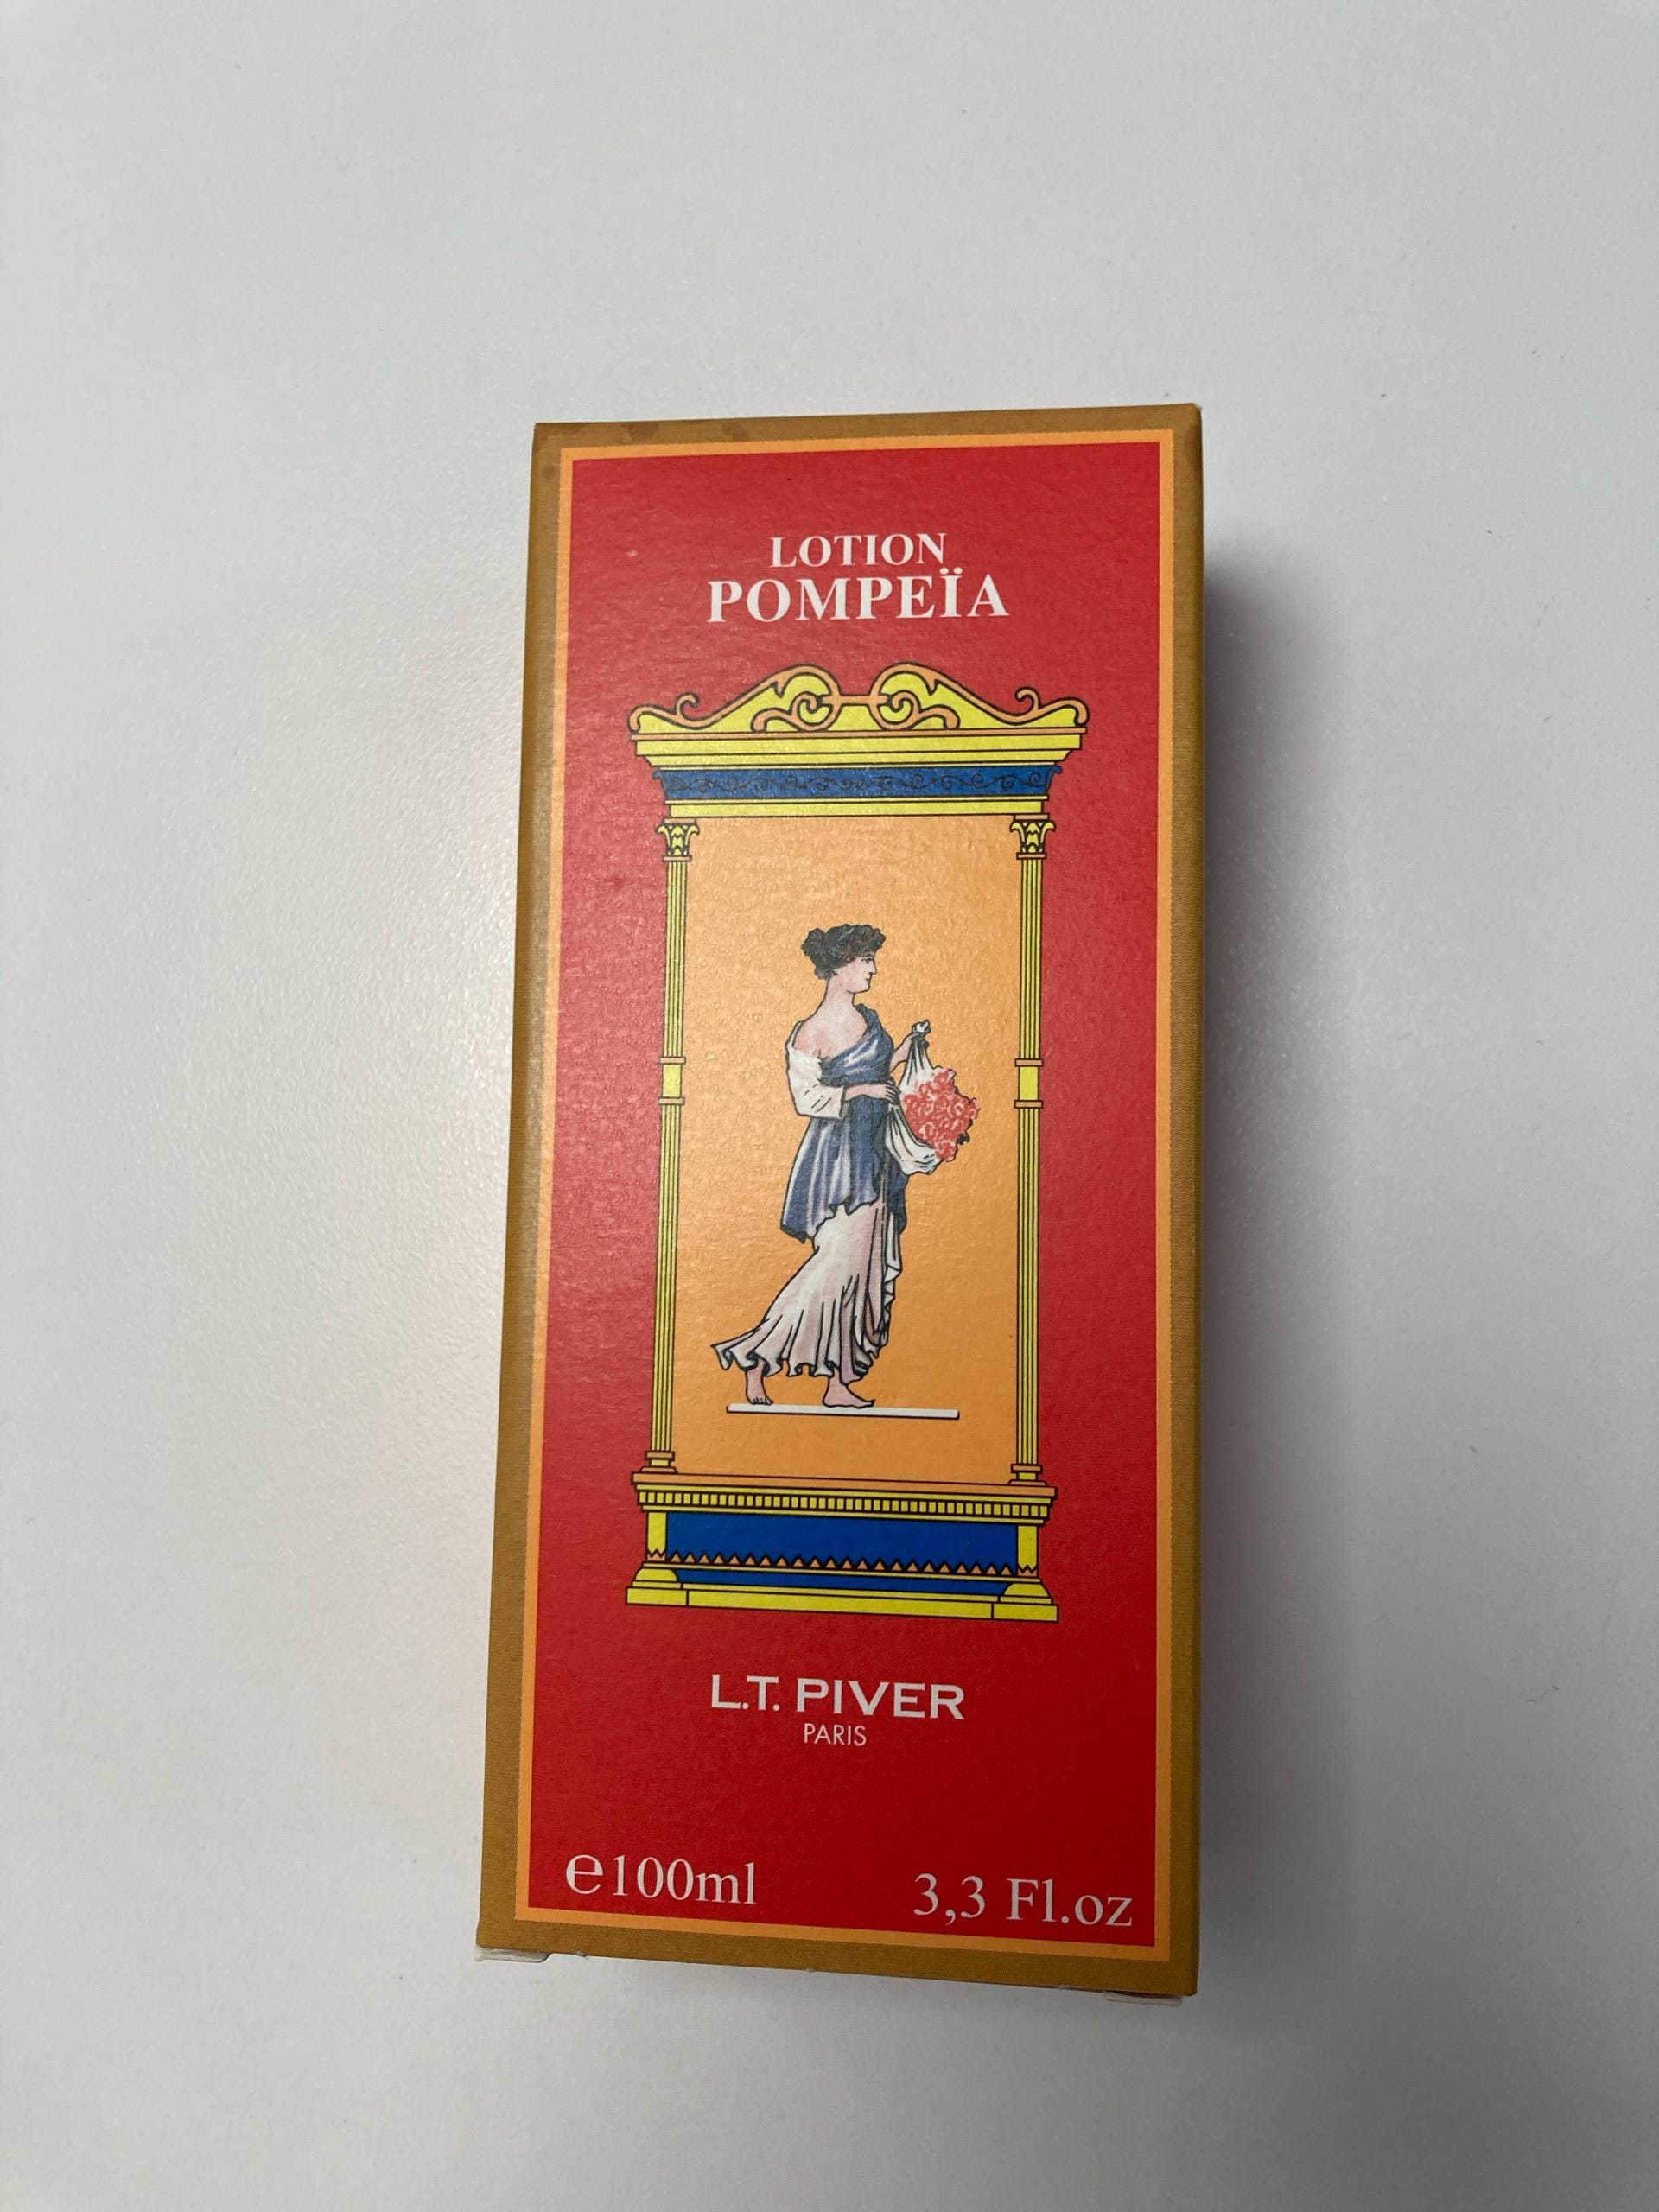 LOTION
POMPEÏA
L.T. PIVER
PARIS
℮100ml 3,3 Fl.oz